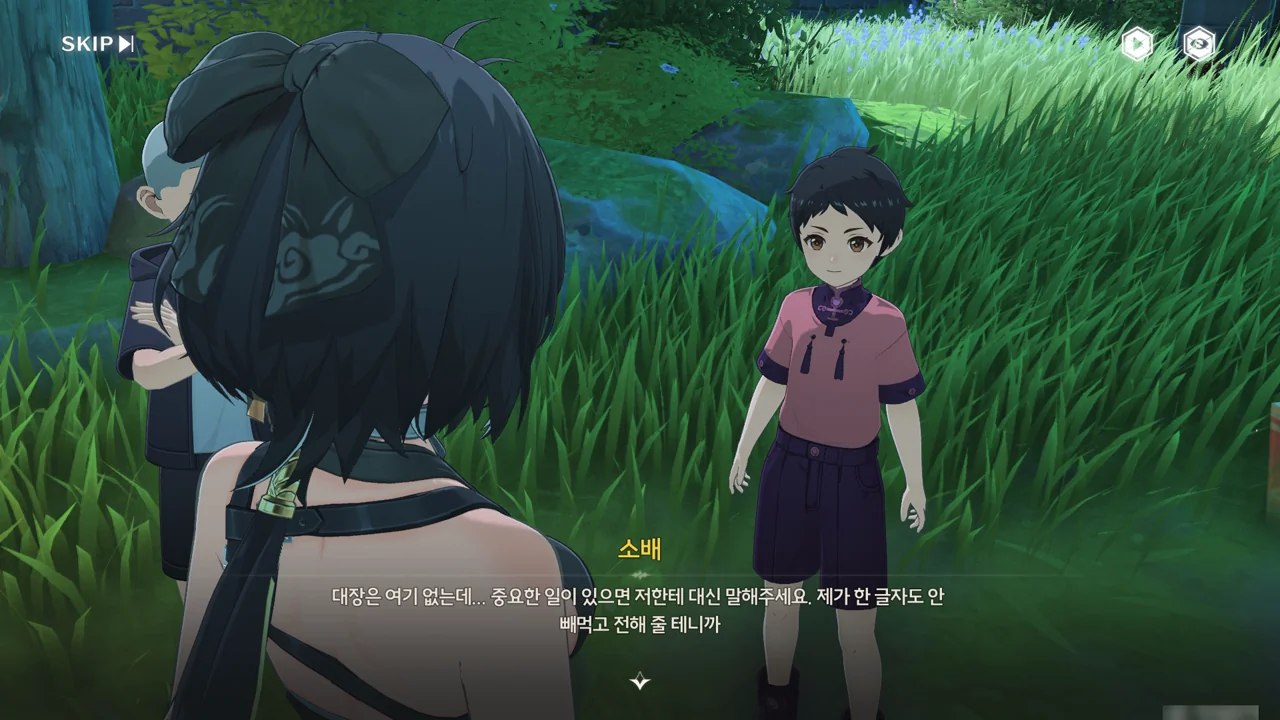 SKIP
소배
대장은 여기 없는데... 중요한 일이 있으면 저한테 대신 말해주세요. 제가 한 글자도 안
빼먹고 전해 줄 테니까